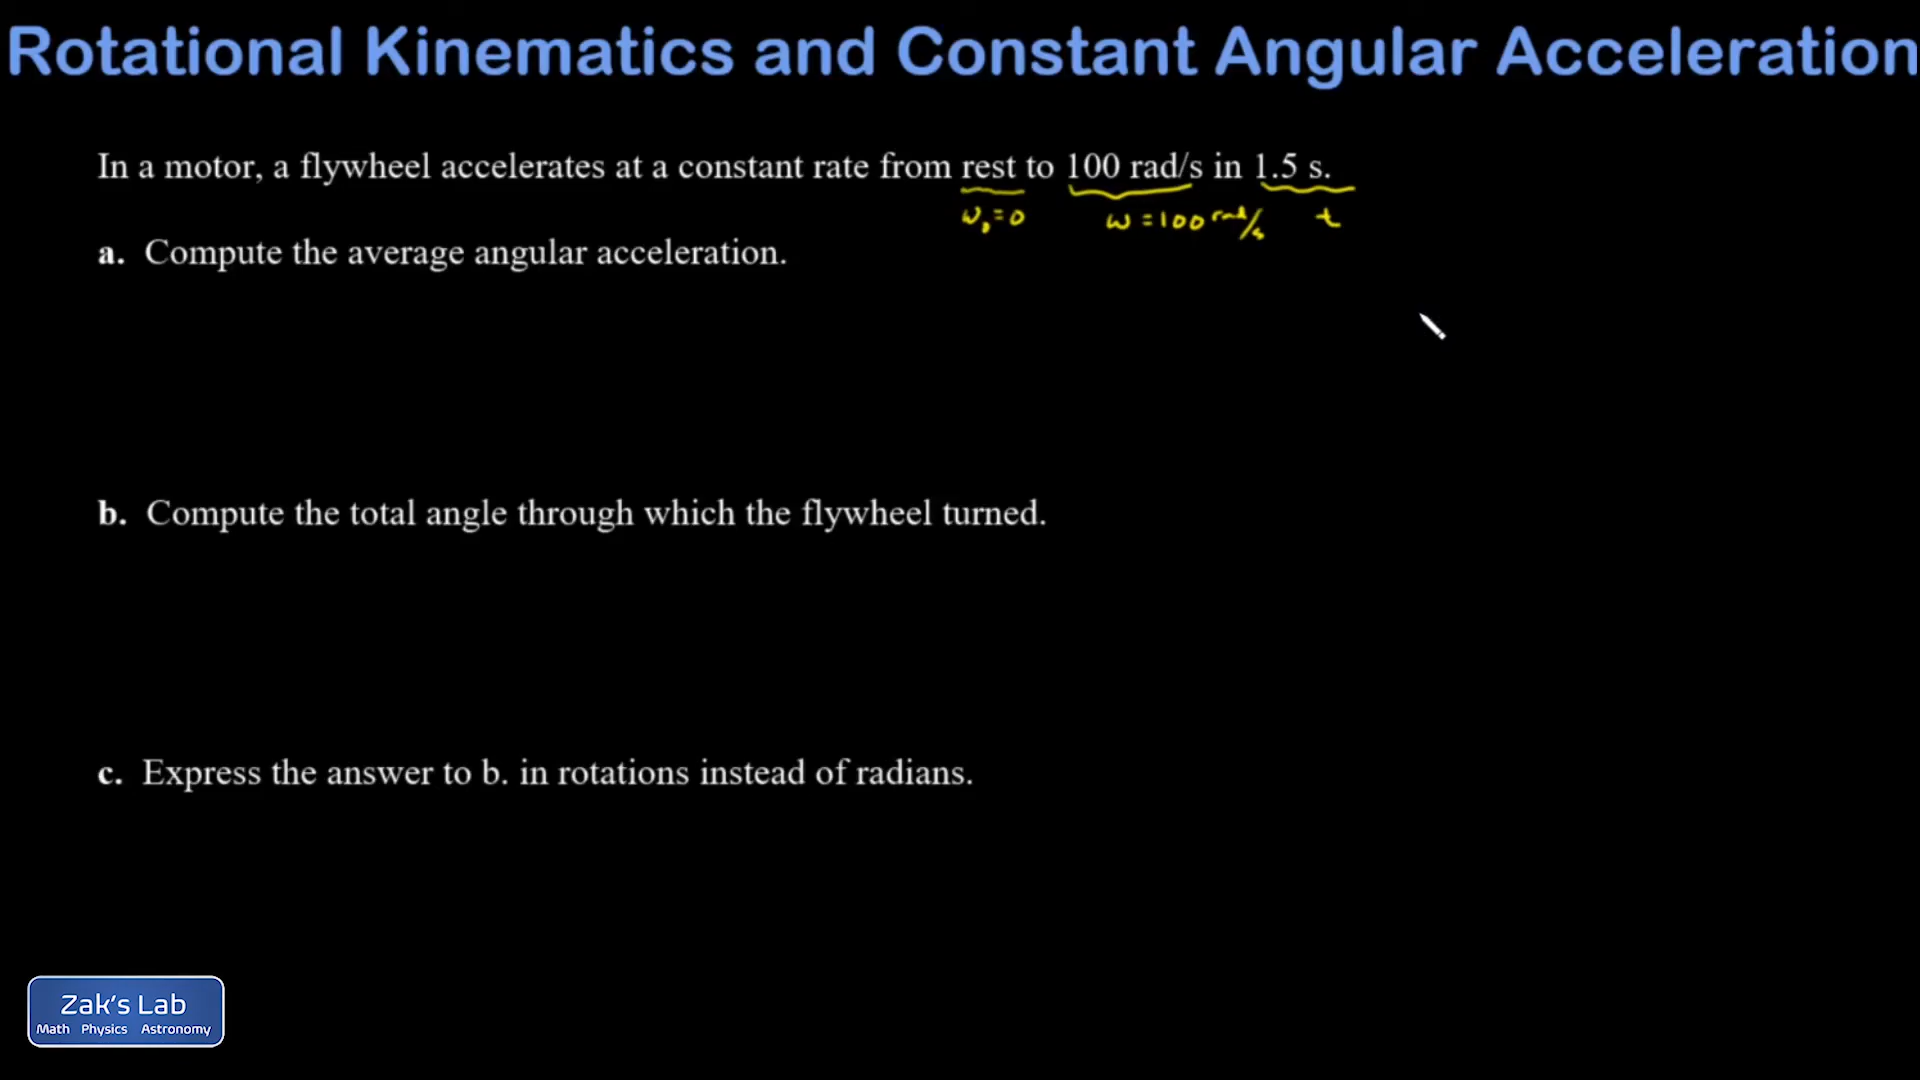 Rotational Kinematics and Constant Angular Acceleration
In a motor, a flywheel accelerates at a constant rate from rest to 100 rad/s in 1.5 s.
ω₀=0 ω=100 rad/s t
a. Compute the average angular acceleration.
b. Compute the total angle through which the flywheel turned.
c. Express the answer to b. in rotations instead of radians.
Zak's Lab
Math Physics Astronomy